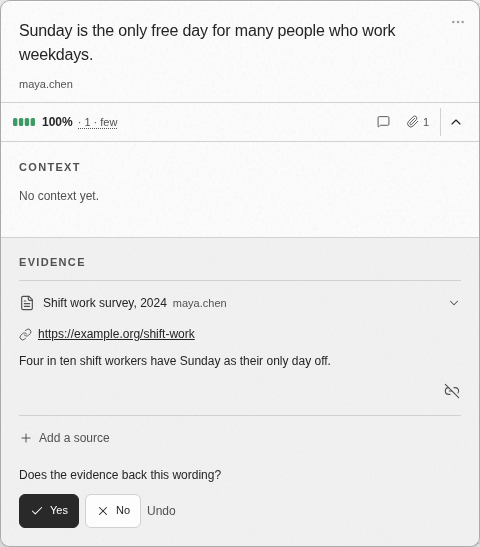 Sunday is the only free day for many people who work
weekdays.
maya.chen
100% · 1 · few
1
CONTEXT
No context yet.
EVIDENCE
Shift work survey, 2024 maya.chen
https://example.org/shift-work
Four in ten shift workers have Sunday as their only day off.
Add a source
Does the evidence back this wording?
Yes No Undo